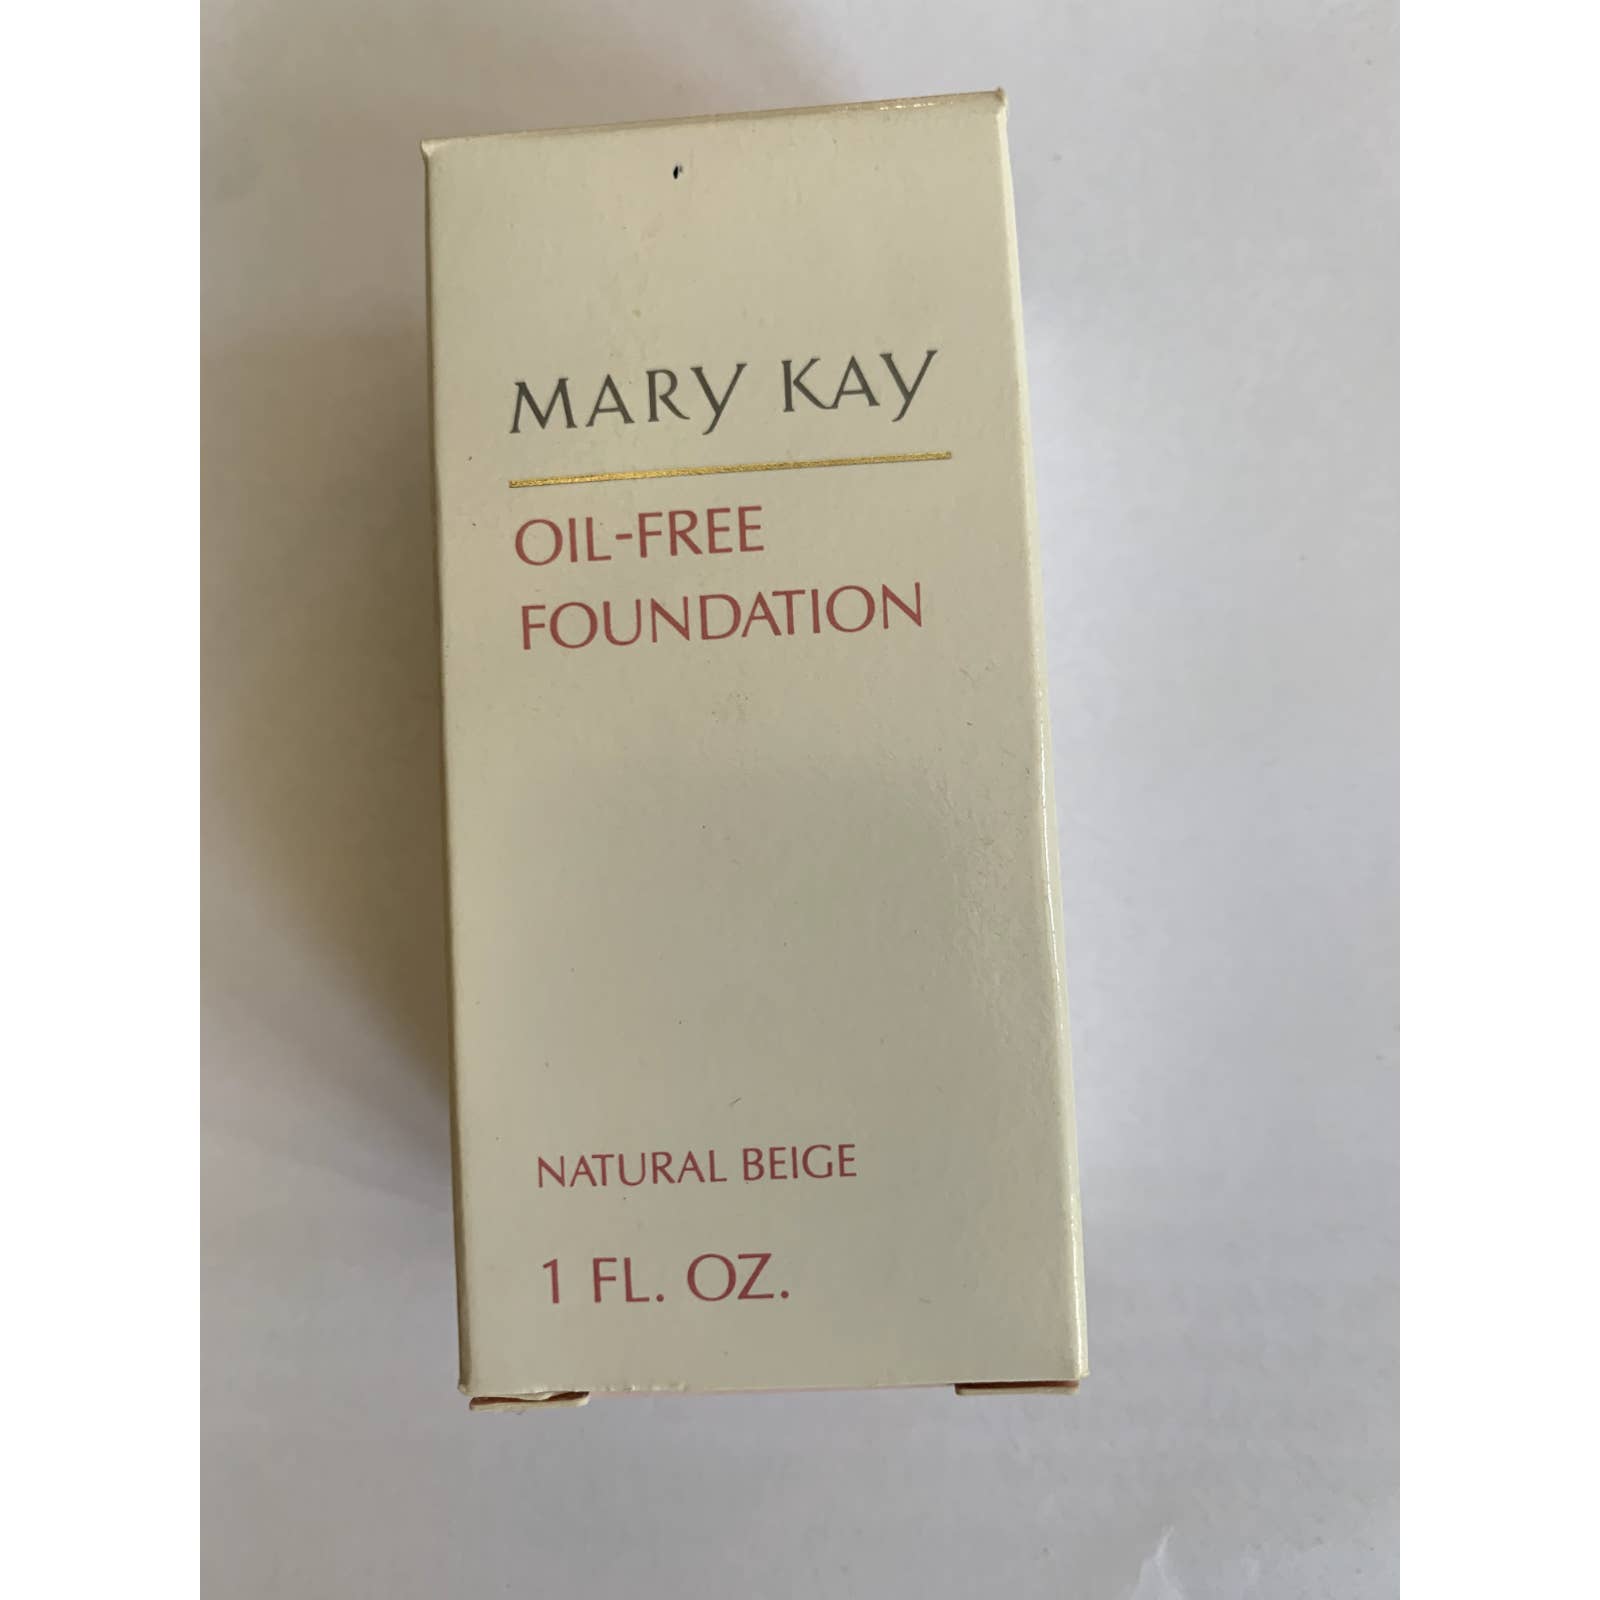 MARY KAY
OIL-FREE
FOUNDATION
NATURAL BEIGE
1 FL. OZ.